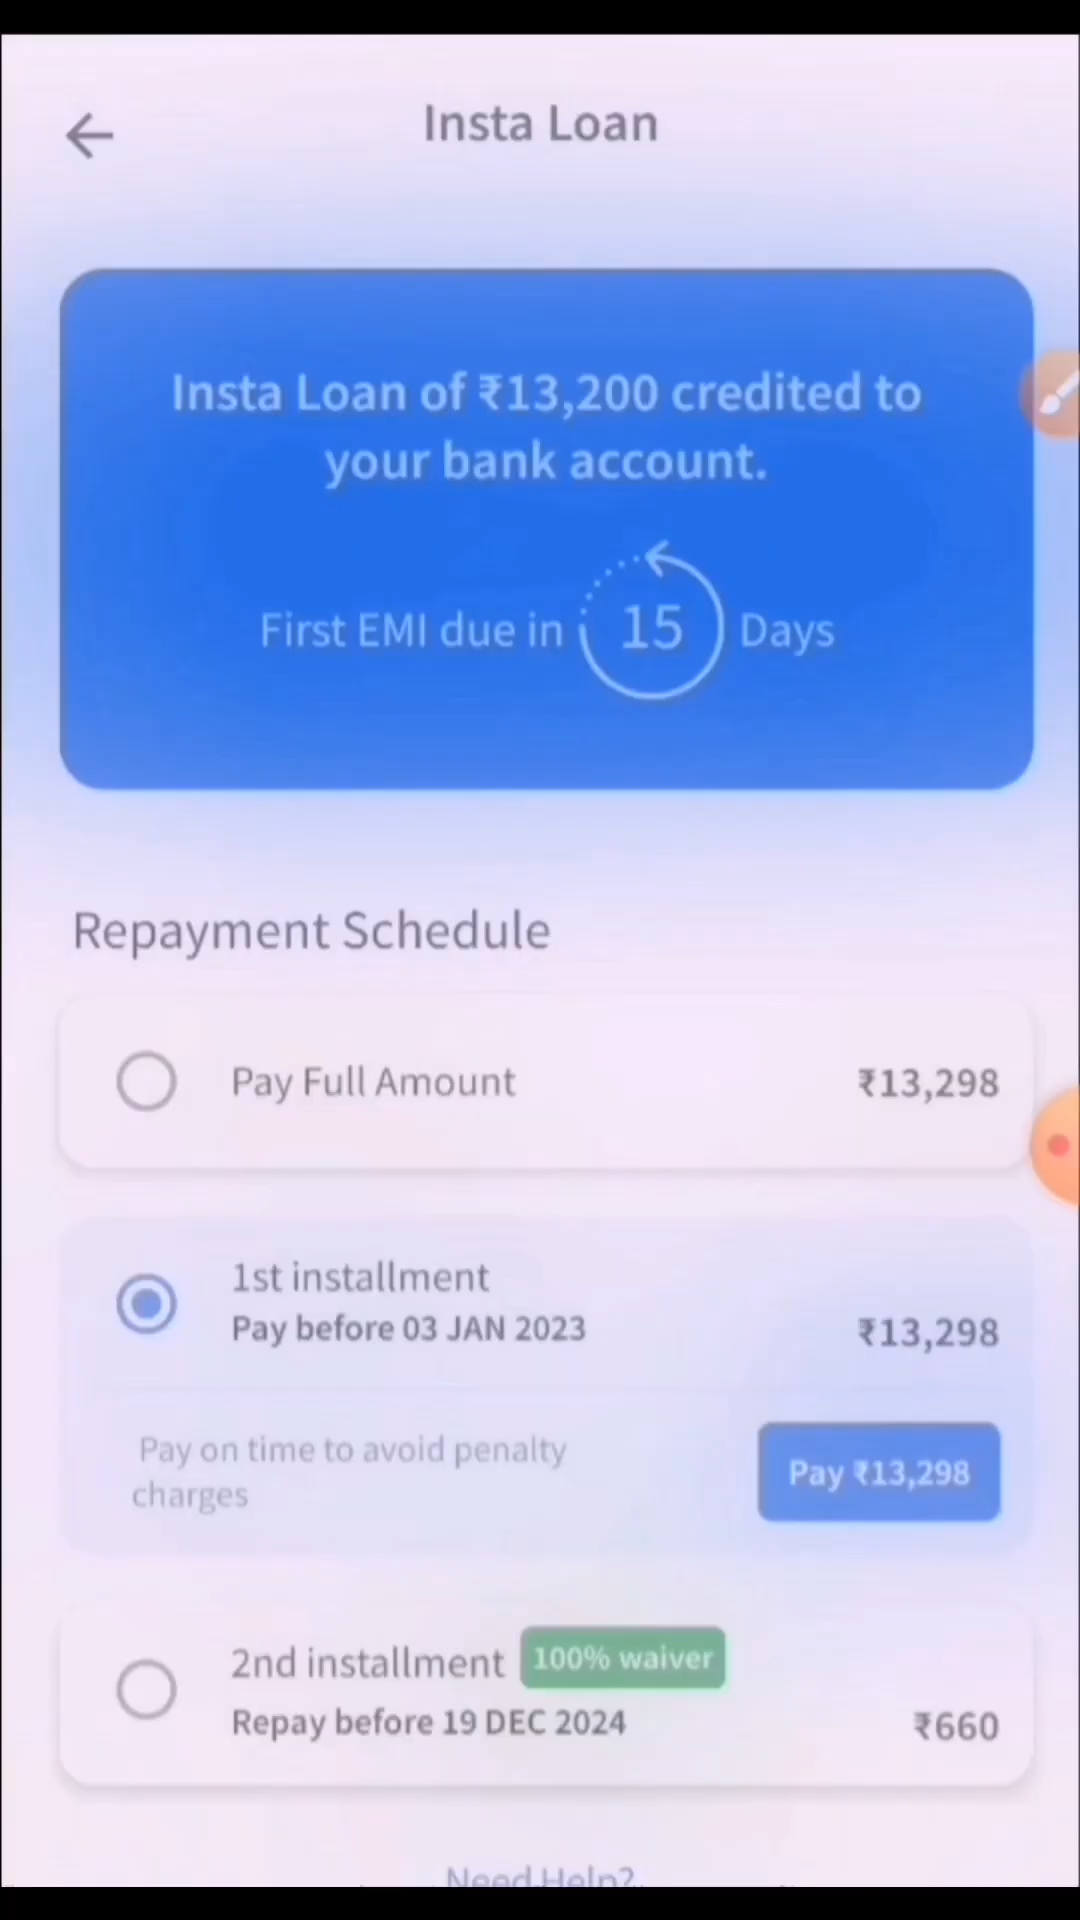 Insta Loan
Insta Loan of ₹13,200 credited to
your bank account.
First EMI due in 15 Days
Repayment Schedule
Pay Full Amount ₹13,298
1st installment
Pay before 03 JAN 2023 ₹13,298
Pay on time to avoid penalty
charges
Pay ₹13,298
2nd installment 100% waiver
Repay before 19 DEC 2024 ₹660
Need Help?